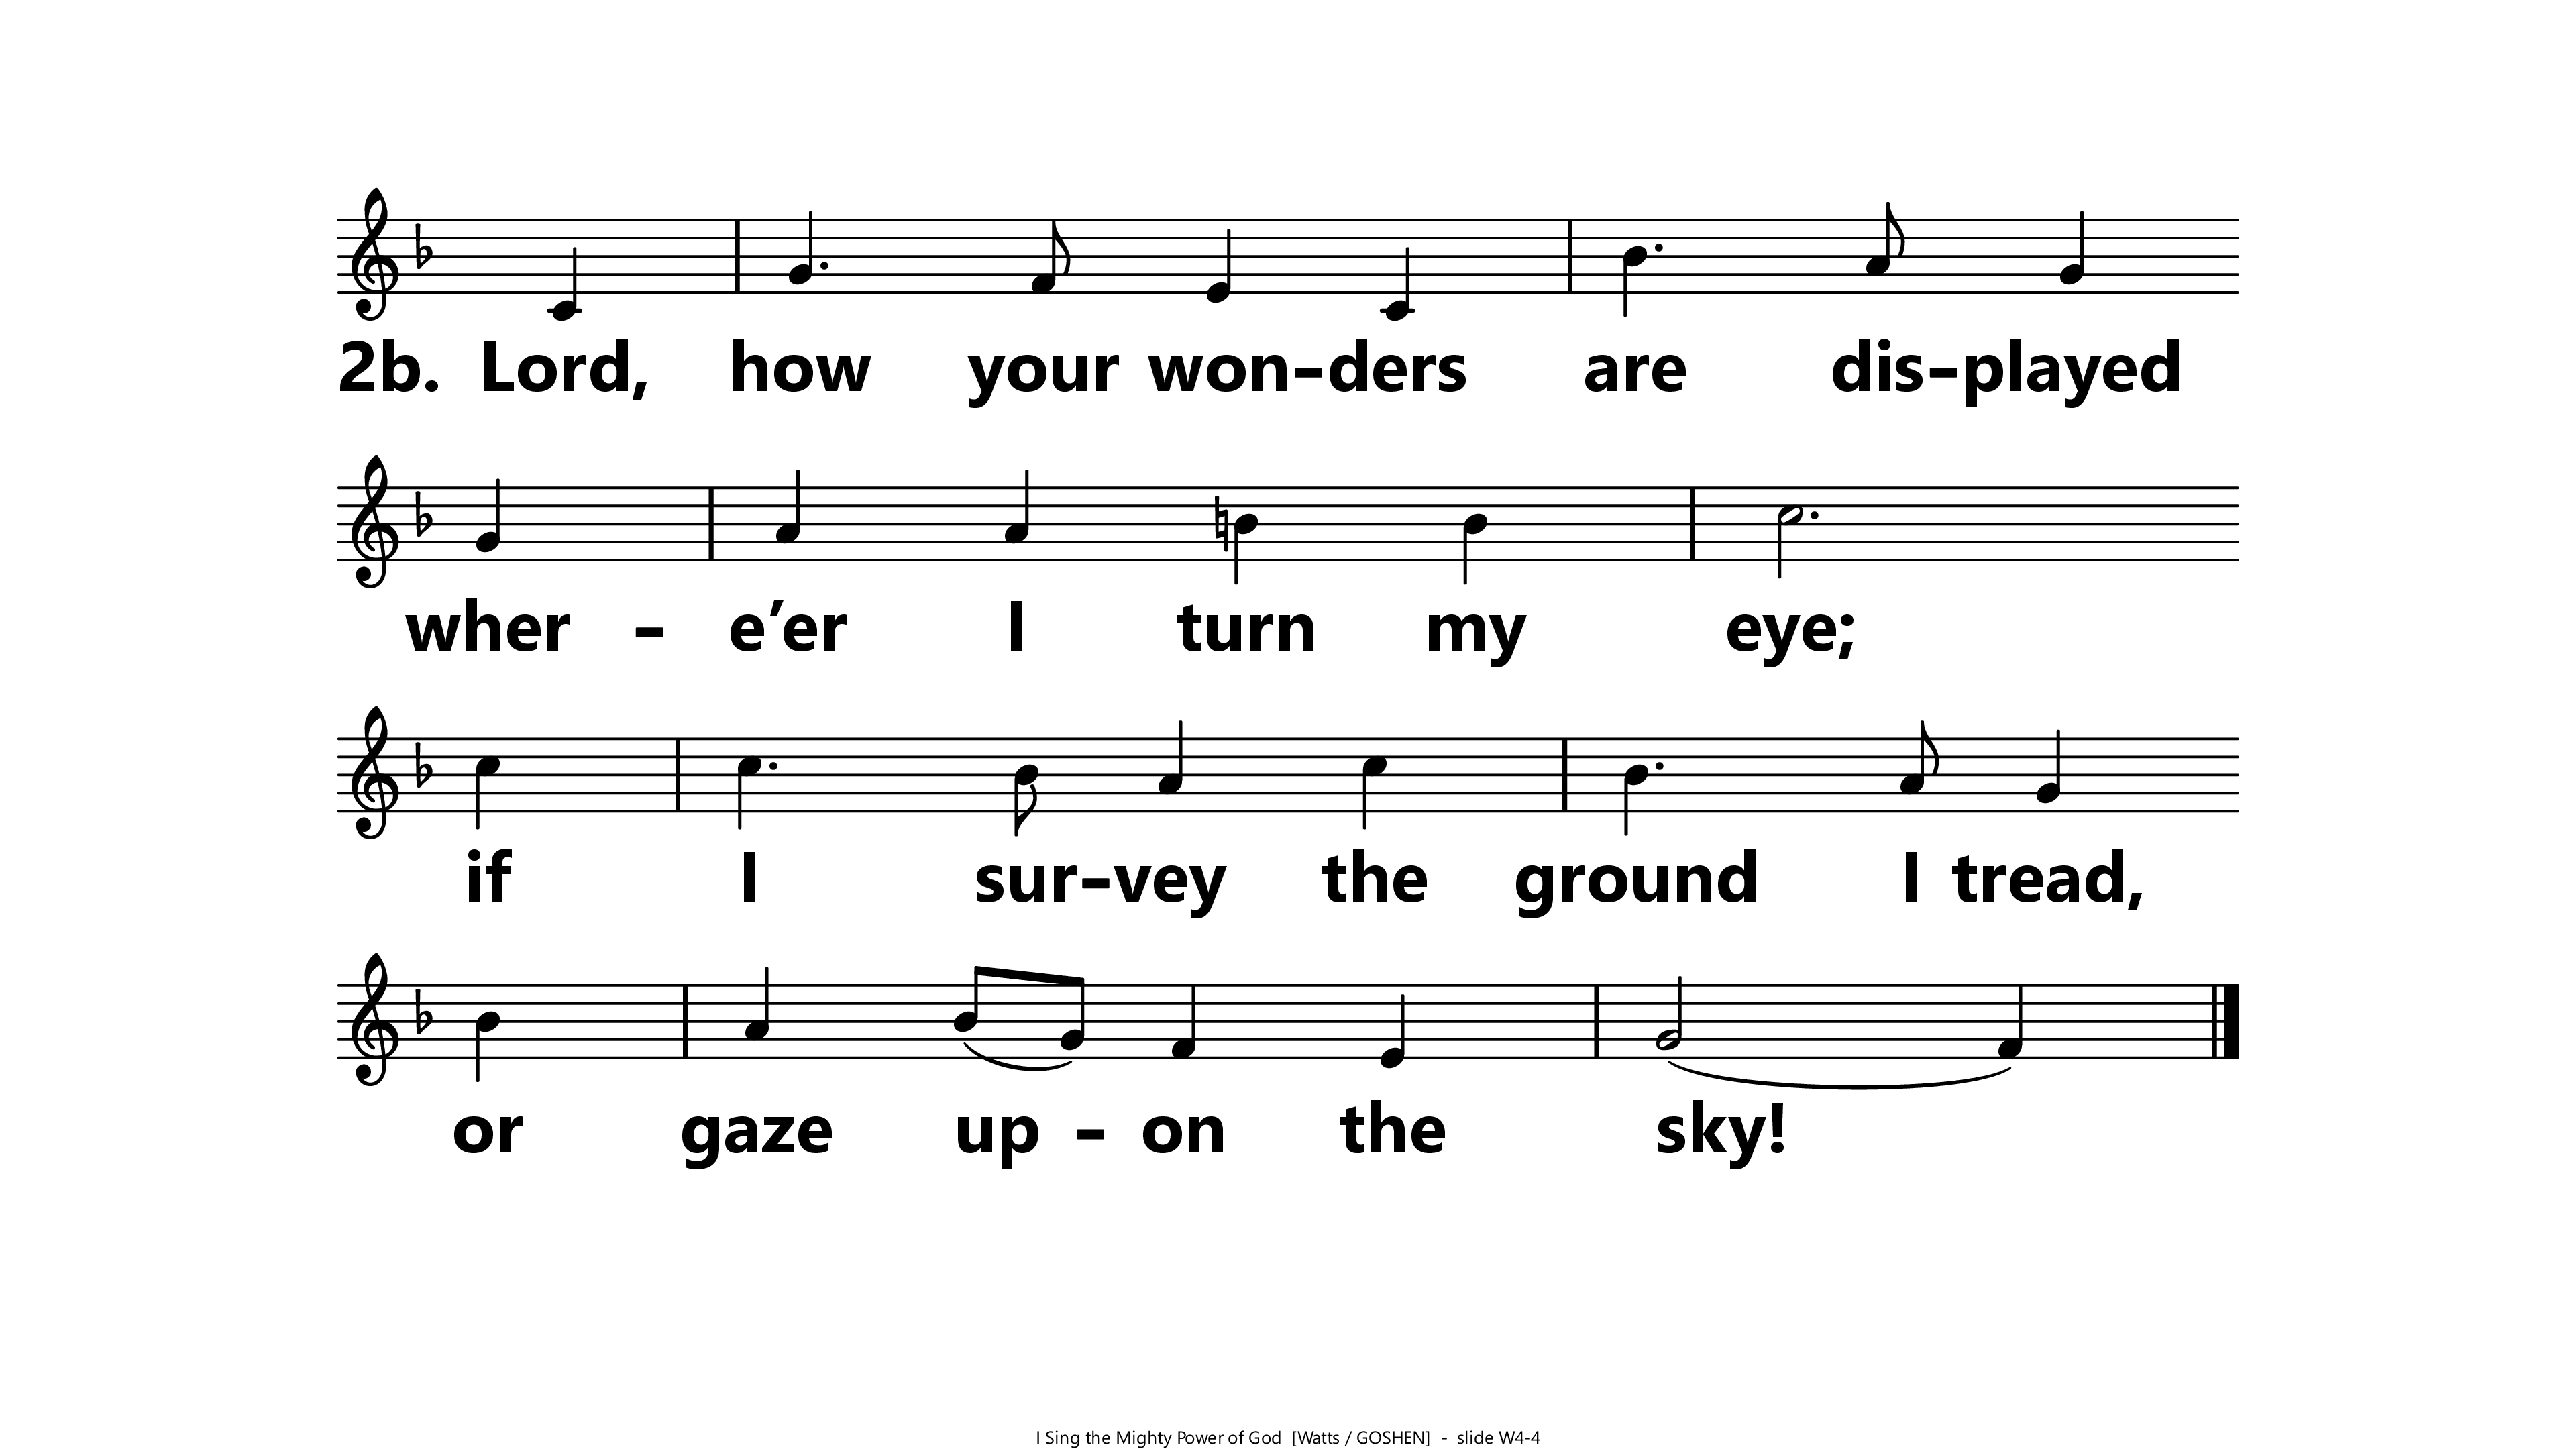 2b. Lord, how your won-ders are dis-played
wher - e’er I turn my eye;
if I sur-vey the ground I tread,
or gaze up - on the sky!
I Sing the Mighty Power of God [Watts / GOSHEN] - slide W4-4